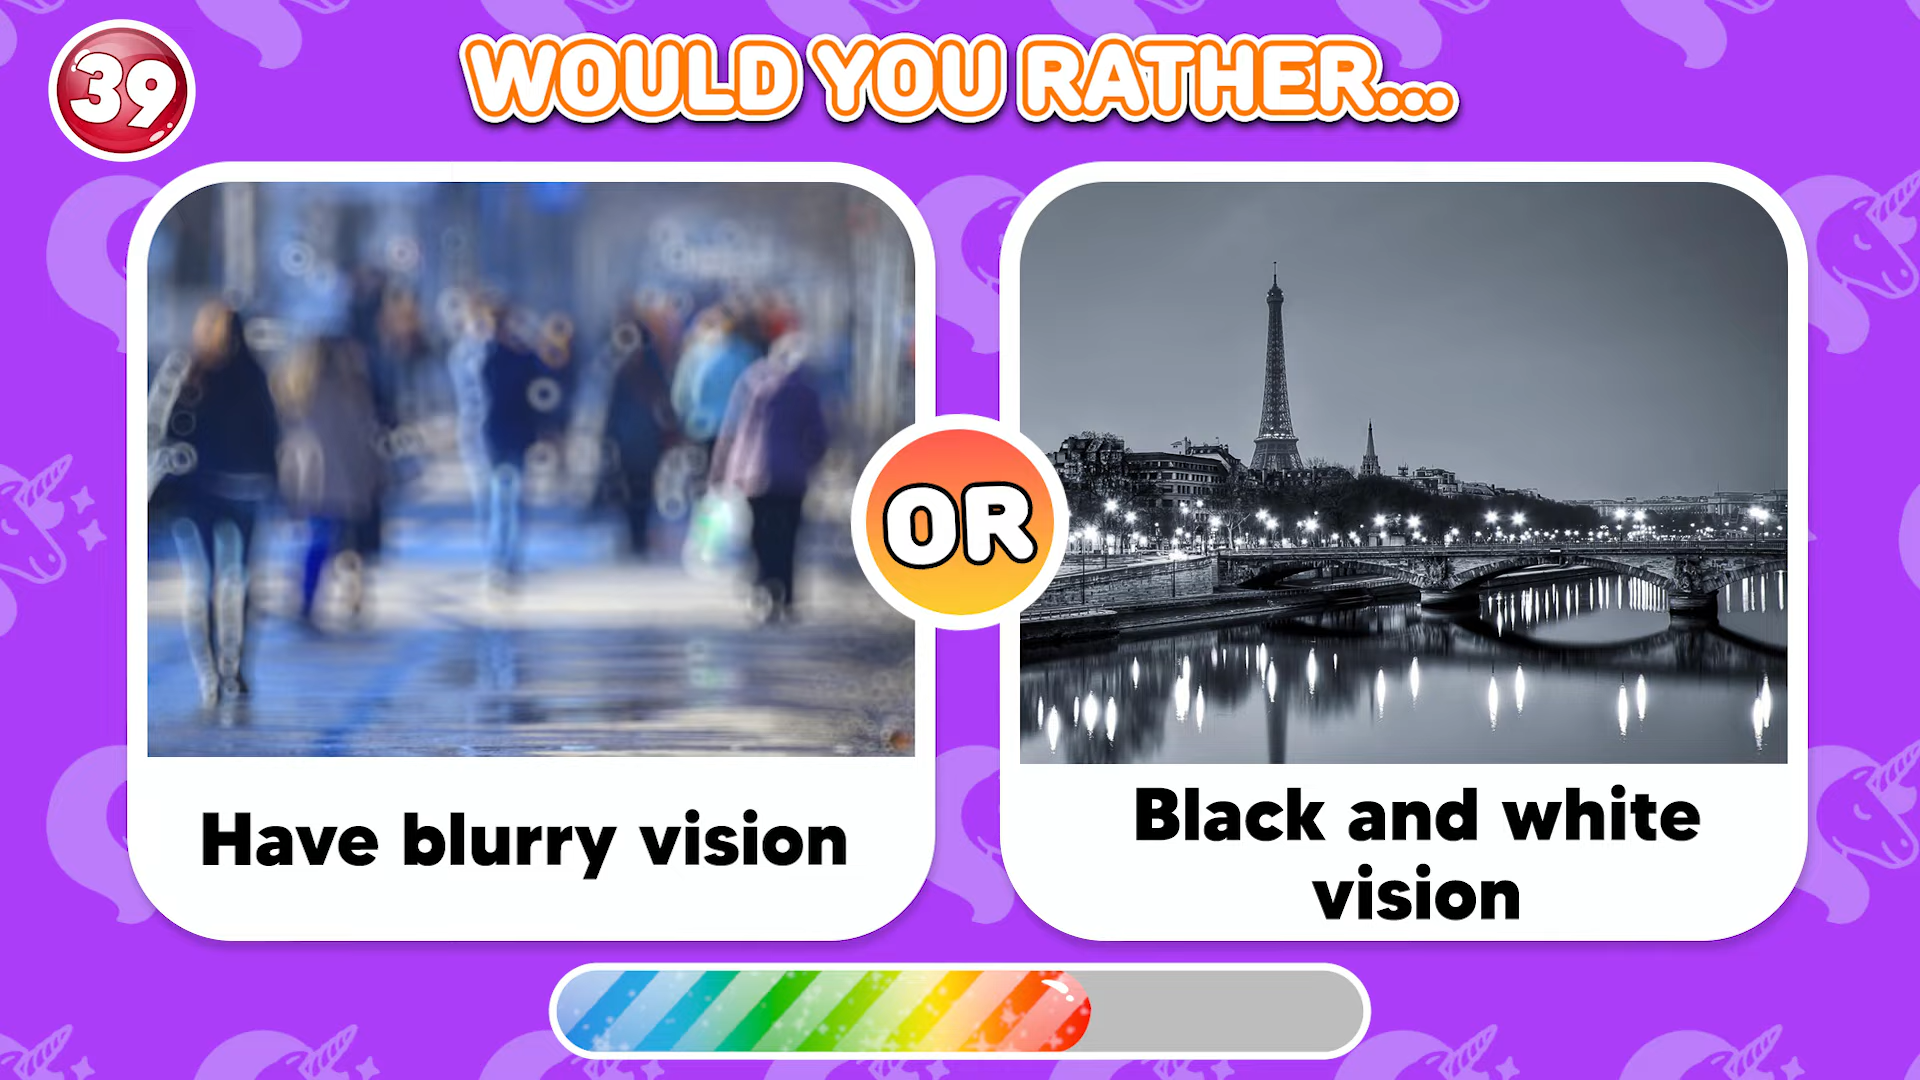 39
WOULD YOU RATHER...
OR
Have blurry vision
Black and white
vision